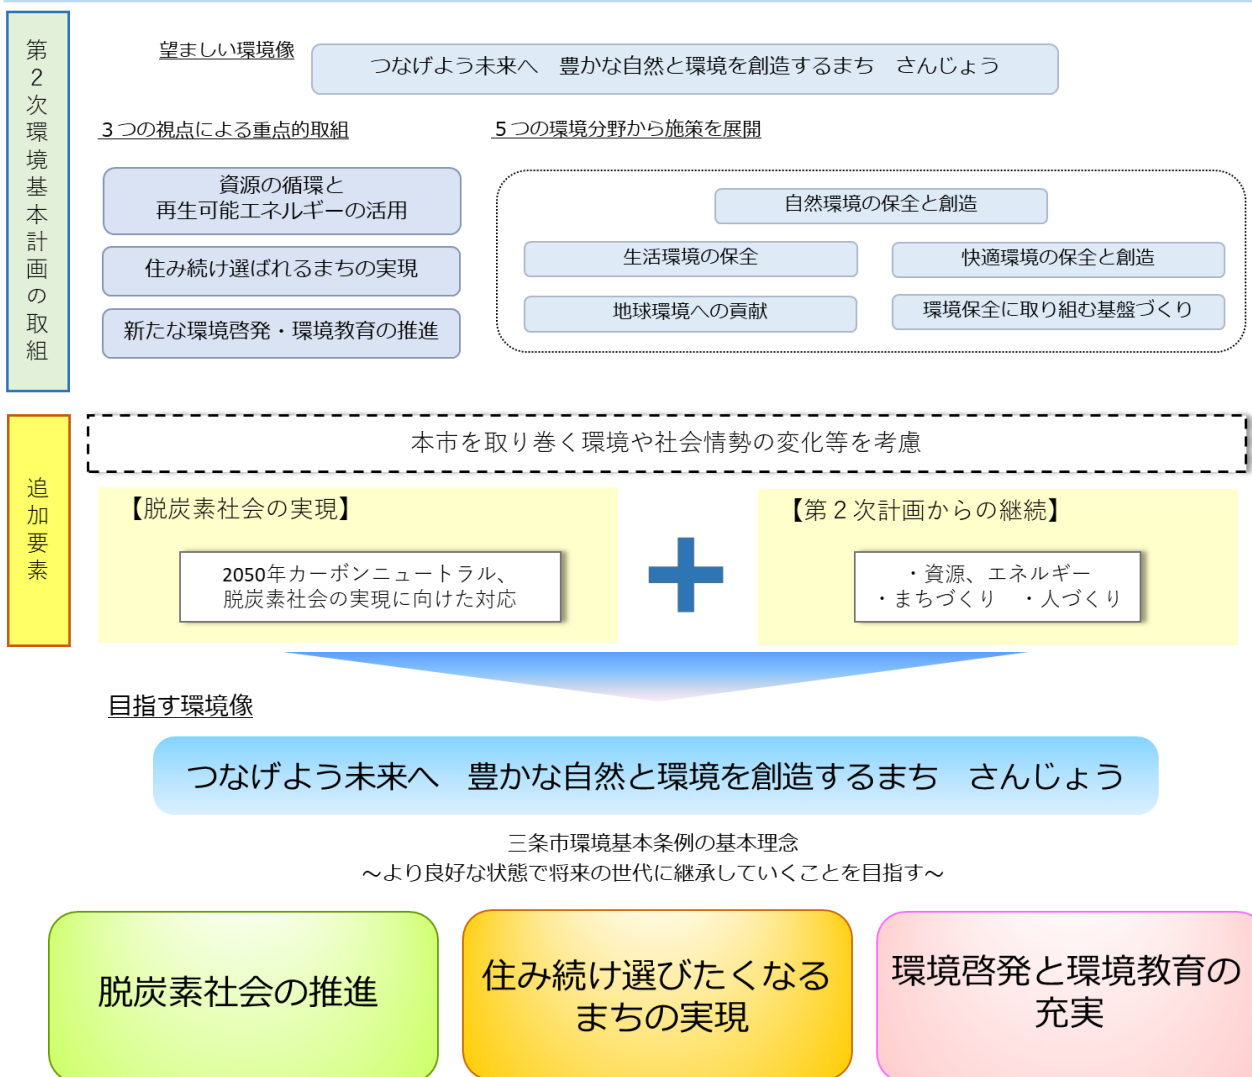 第2次環境基本計画の取組
望ましい環境像
つなげよう未来へ　豊かな自然と環境を創造するまち　さんじょう
3つの視点による重点的取組
資源の循環と
再生可能エネルギーの活用
住み続け選ばれるまちの実現
新たな環境啓発・環境教育の推進
5つの環境分野から施策を展開
自然環境の保全と創造
生活環境の保全
快適環境の保全と創造
地球環境への貢献
環境保全に取り組む基盤づくり
追加要素
本市を取り巻く環境や社会情勢の変化等を考慮
【脱炭素社会の実現】
2050年カーボンニュートラル、
脱炭素社会の実現に向けた対応
【第２次計画からの継続】
・資源、エネルギー
・まちづくり　・人づくり
目指す環境像
つなげよう未来へ　豊かな自然と環境を創造するまち　さんじょう
三条市環境基本条例の基本理念
～より良好な状態で将来の世代に継承していくことを目指す～
脱炭素社会の推進
住み続け選びたくなる
まちの実現
環境啓発と環境教育の
充実